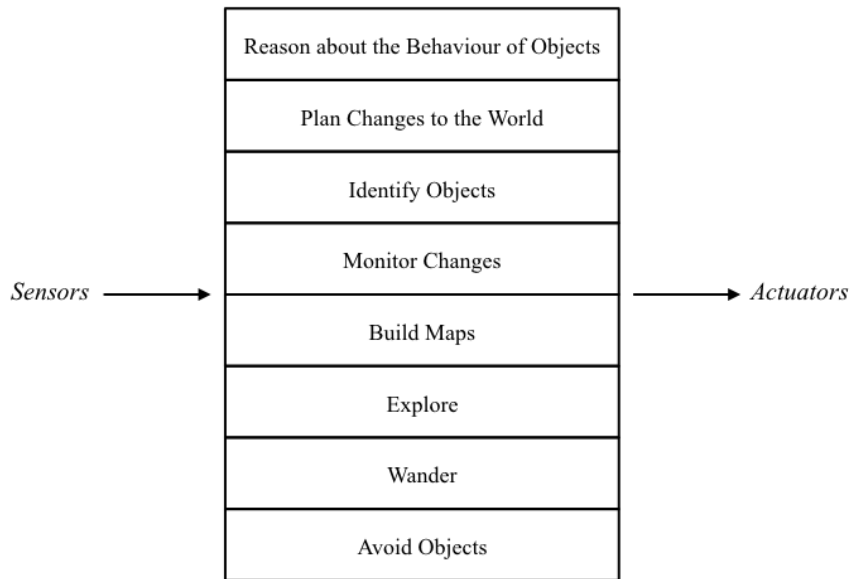 Reason about the Behaviour of Objects
Plan Changes to the World
Identify Objects
Monitor Changes
Sensors
Actuators
Build Maps
Explore
Wander
Avoid Objects